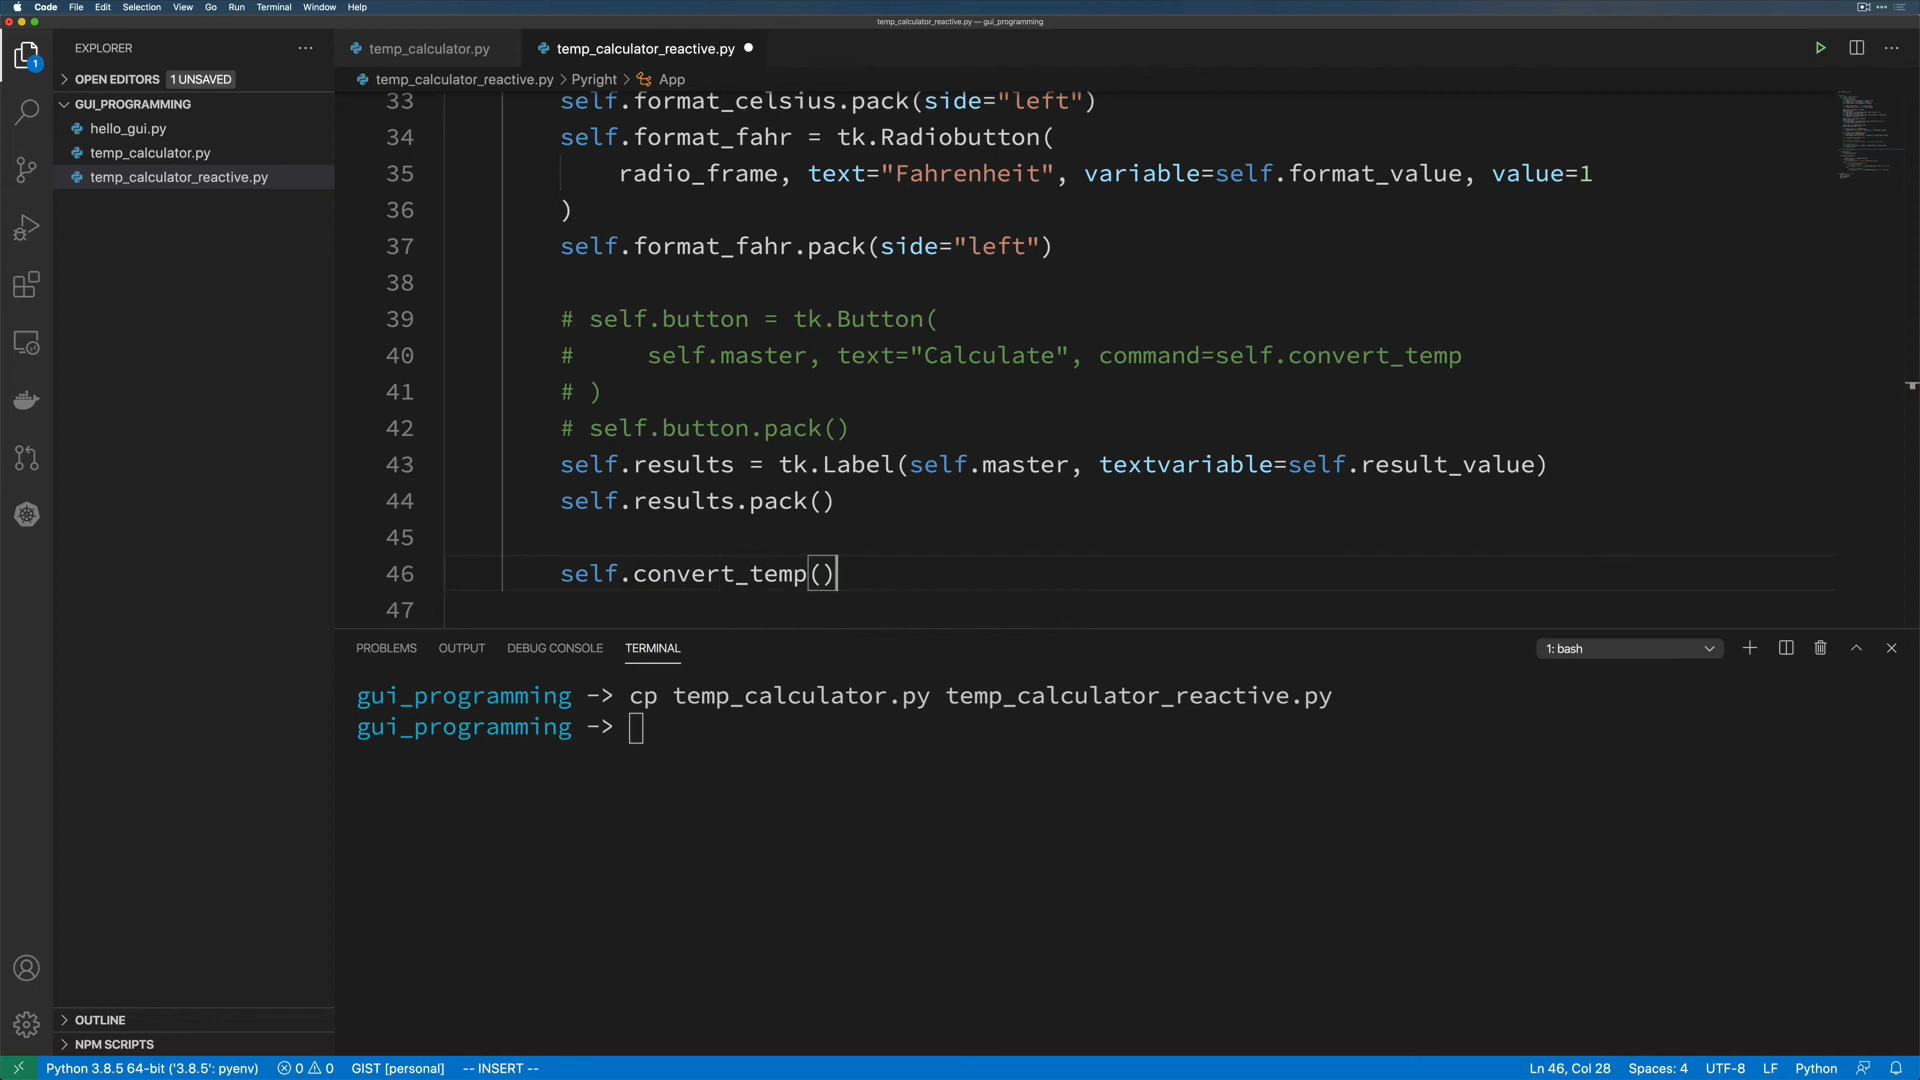 Code File Edit Selection View Go Run Terminal Window Help
temp_calculator_reactive.py — gui_programming
EXPLORER
temp_calculator.py
temp_calculator_reactive.py
OPEN EDITORS 1 UNSAVED
temp_calculator_reactive.py > Pyright > App
1
GUI_PROGRAMMING
hello_gui.py
temp_calculator.py
temp_calculator_reactive.py
33 self.format_celsius.pack(side="left")
34 self.format_fahr = tk.Radiobutton(
35 radio_frame, text="Fahrenheit", variable=self.format_value, value=1
36 )
37 self.format_fahr.pack(side="left")
38
39 # self.button = tk.Button(
40 # self.master, text="Calculate", command=self.convert_temp
41 # )
42 # self.button.pack()
43 self.results = tk.Label(self.master, textvariable=self.result_value)
44 self.results.pack()
45
46 self.convert_temp()
47
PROBLEMS OUTPUT DEBUG CONSOLE TERMINAL 1: bash
gui_programming -> cp temp_calculator.py temp_calculator_reactive.py
gui_programming ->
OUTLINE
NPM SCRIPTS
Python 3.8.5 64-bit ('3.8.5': pyenv) 0 0 GIST [personal] -- INSERT -- Ln 46, Col 28 Spaces: 4 UTF-8 LF Python